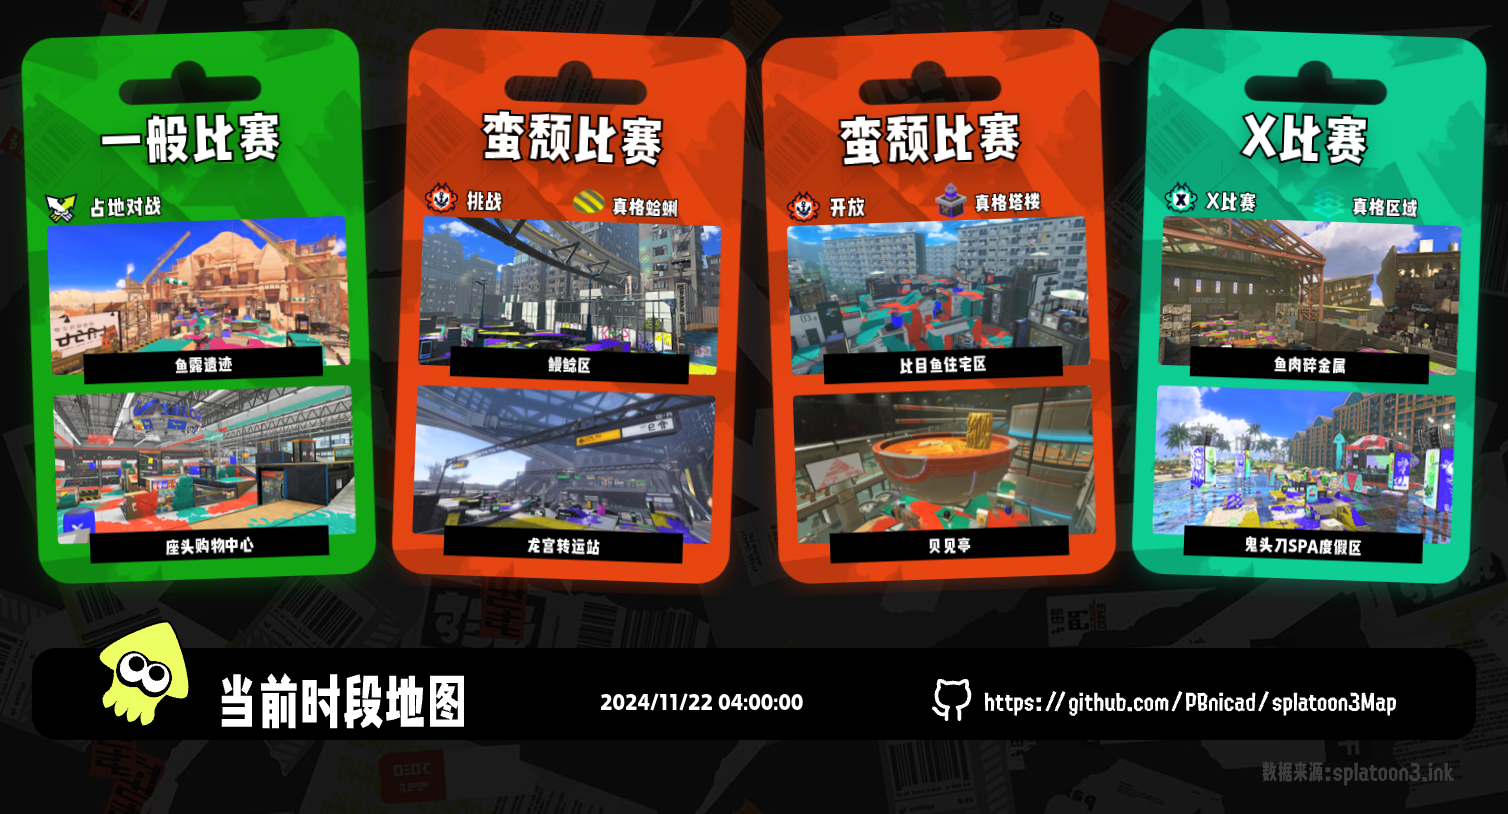 一般比赛
占地对战
鱼露遗迹
座头购物中心
蛮颓比赛
挑战
真格蛤蜊
鳗鲶区
龙宫转运站
蛮颓比赛
开放
真格塔楼
比目鱼住宅区
贝见亭
X比赛
X比赛
真格区域
鱼肉碎金属
鬼头刀SPA度假区
当前时段地图
2024/11/22 04:00:00
https://github.com/PBnicad/splatoon3Map
数据来源:splatoon3.ink